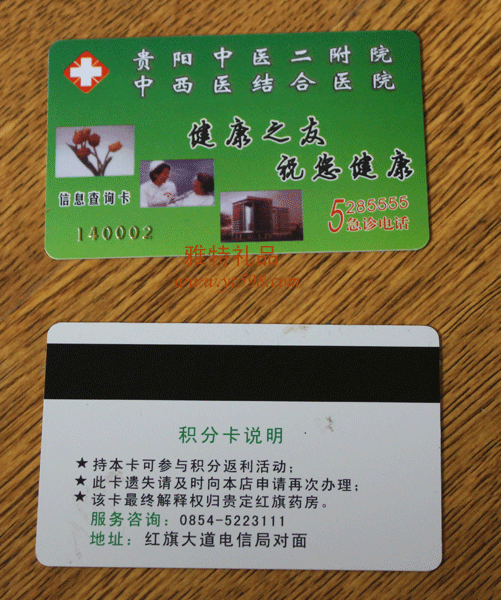 贵阳中医二附院
中西医结合医院
健康之友
祝您健康
信息查询卡
140002
5285555
急诊电话
雅特礼品
积分卡说明
★持本卡可参与积分返利活动；
★此卡遗失请及时向本店申请再次办理；
★该卡最终解释权归贵定红旗药房。
服务咨询：0854-5223111
地址：红旗大道电信局对面